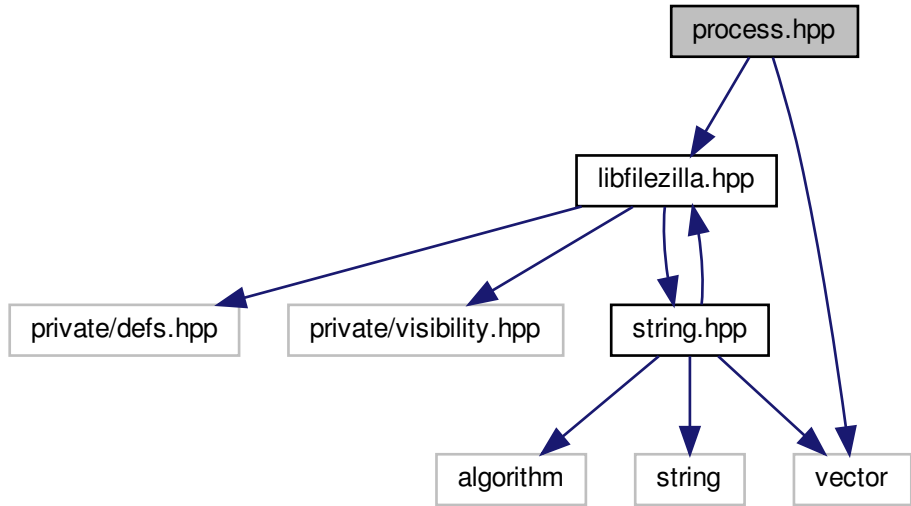 process.hpp
libfilezilla.hpp
private/defs.hpp
private/visibility.hpp
string.hpp
algorithm
string
vector